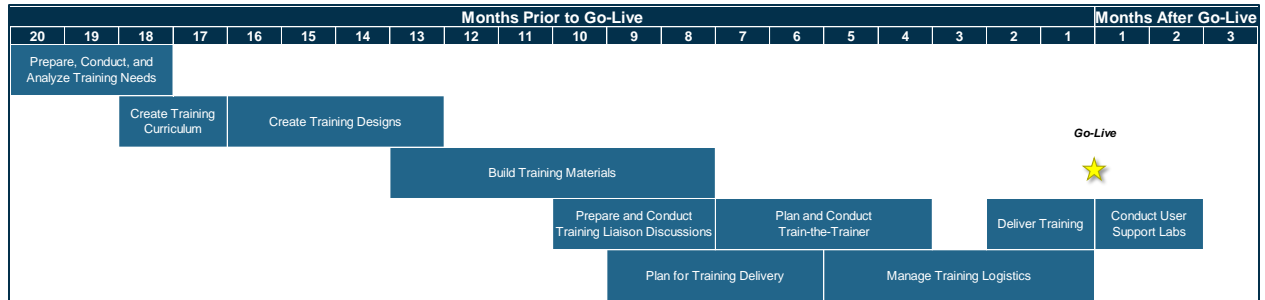 Months Prior to Go-Live Months After Go-Live
20 19 18 17 16 15 14 13 12 11 10 9 8 7 6 5 4 3 2 1 1 2 3
Prepare, Conduct, and
Analyze Training Needs
Create Training
Curriculum
Create Training Designs
Go-Live
Build Training Materials
Prepare and Conduct
Training Liaison Discussions
Plan and Conduct
Train-the-Trainer
Deliver Training
Conduct User
Support Labs
Plan for Training Delivery
Manage Training Logistics